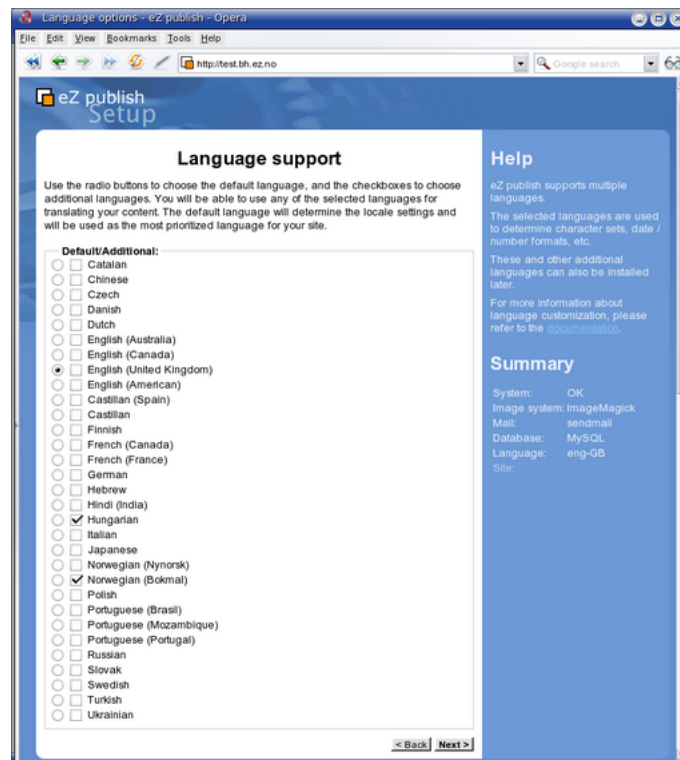 Language options - eZ publish - Opera
File Edit View Bookmarks Tools Help
http://test.bh.ez.no
Google search
eZ publish
Setup
Language support
Use the radio buttons to choose the default language, and the checkboxes to choose
additional languages. You will be able to use any of the selected languages for
translating your content. The default language will determine the locale settings and
will be used as the most prioritized language for your site.
Default/Additional:
Catalan
Chinese
Czech
Danish
Dutch
English (Australia)
English (Canada)
English (United Kingdom)
English (American)
Castilian (Spain)
Castilian
Finnish
French (Canada)
French (France)
German
Hebrew
Hindi (India)
Hungarian
Italian
Japanese
Norwegian (Nynorsk)
Norwegian (Bokmal)
Polish
Portuguese (Brasil)
Portuguese (Mozambique)
Portuguese (Portugal)
Russian
Slovak
Swedish
Turkish
Ukrainian
< Back Next >
Help
eZ publish supports multiple
languages.
The selected languages are used
to determine character sets, date /
number formats, etc.
These and other additional
languages can also be installed
later.
For more information about
language customization, please
refer to the documentation.
Summary
System: OK
Image system: ImageMagick
Mail: sendmail
Database: MySQL
Language: eng-GB
Site: